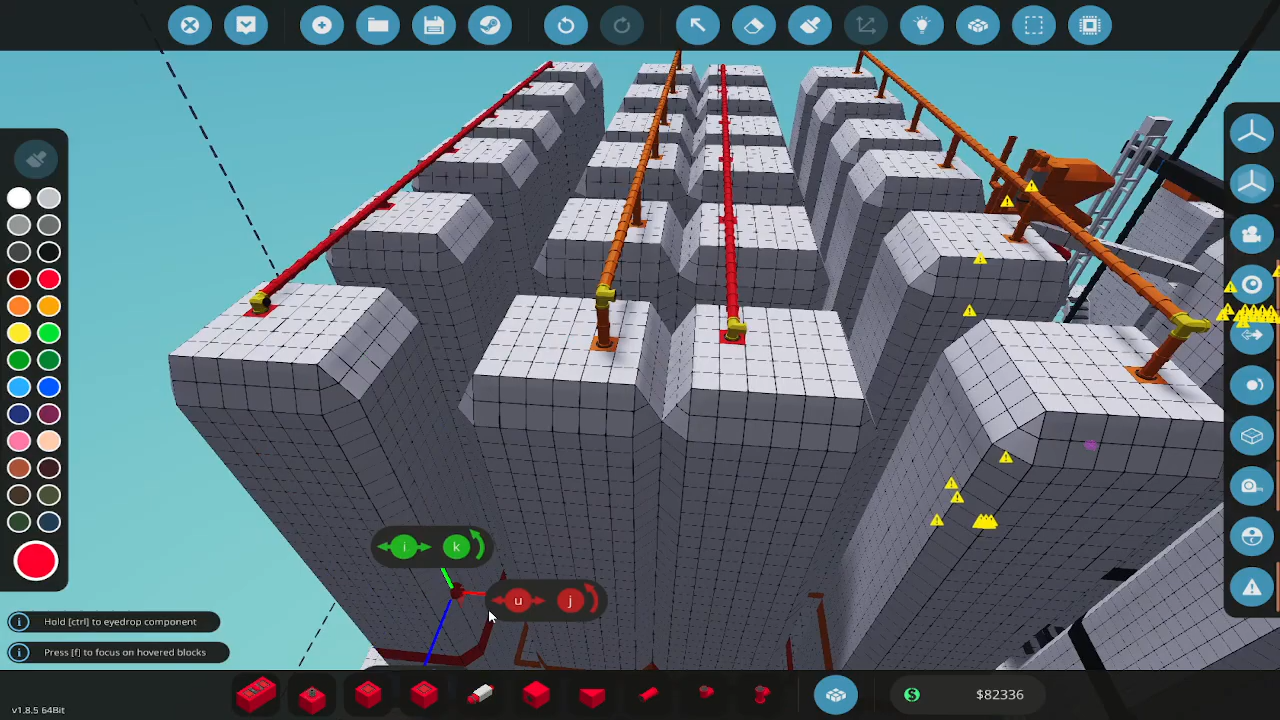 i k
u j
Hold [ctrl] to eyedrop component
Press [f] to focus on hovered blocks
$ $82336
v1.8.5 64Bit